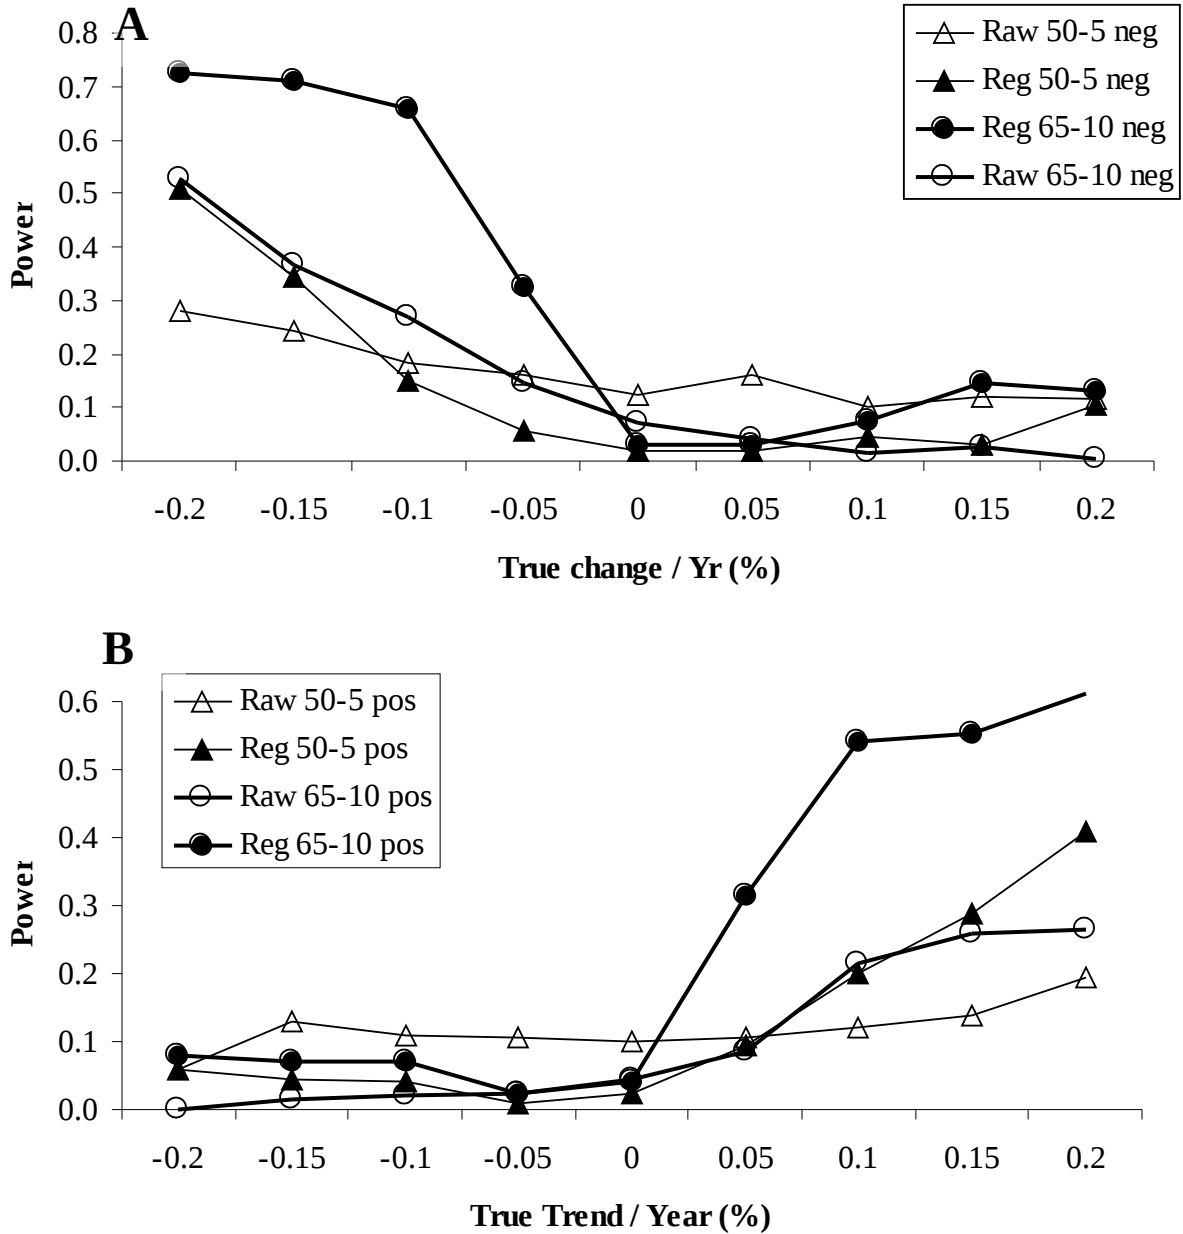 A
0.8
0.7
0.6
0.5
0.4
0.3
0.2
0.1
0.0
Power
Raw 50-5 neg
Reg 50-5 neg
Reg 65-10 neg
Raw 65-10 neg
-0.2 -0.15 -0.1 -0.05 0 0.05 0.1 0.15 0.2
True change / Yr (%)
B
0.6
0.5
0.4
0.3
0.2
0.1
0.0
Power
Raw 50-5 pos
Reg 50-5 pos
Raw 65-10 pos
Reg 65-10 pos
-0.2 -0.15 -0.1 -0.05 0 0.05 0.1 0.15 0.2
True Trend / Year (%)